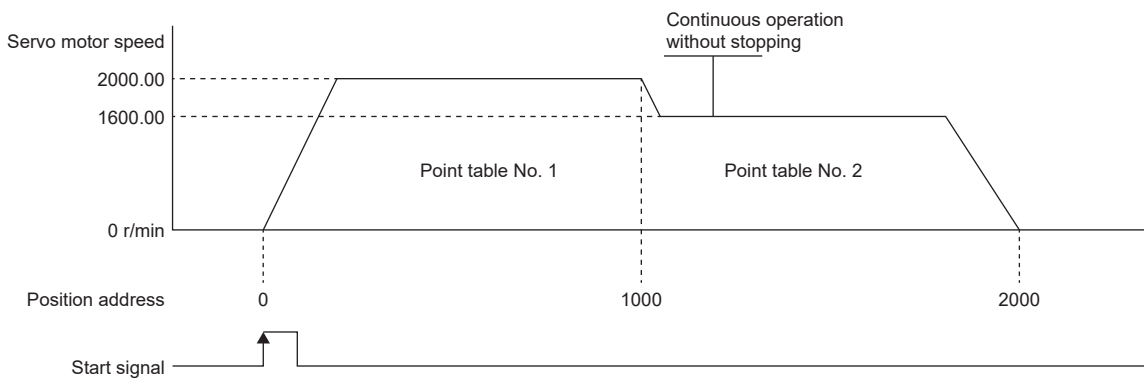 Continuous operation
without stopping
Servo motor speed
2000.00
1600.00
Point table No. 1
Point table No. 2
0 r/min
Position address
0
1000
2000
Start signal